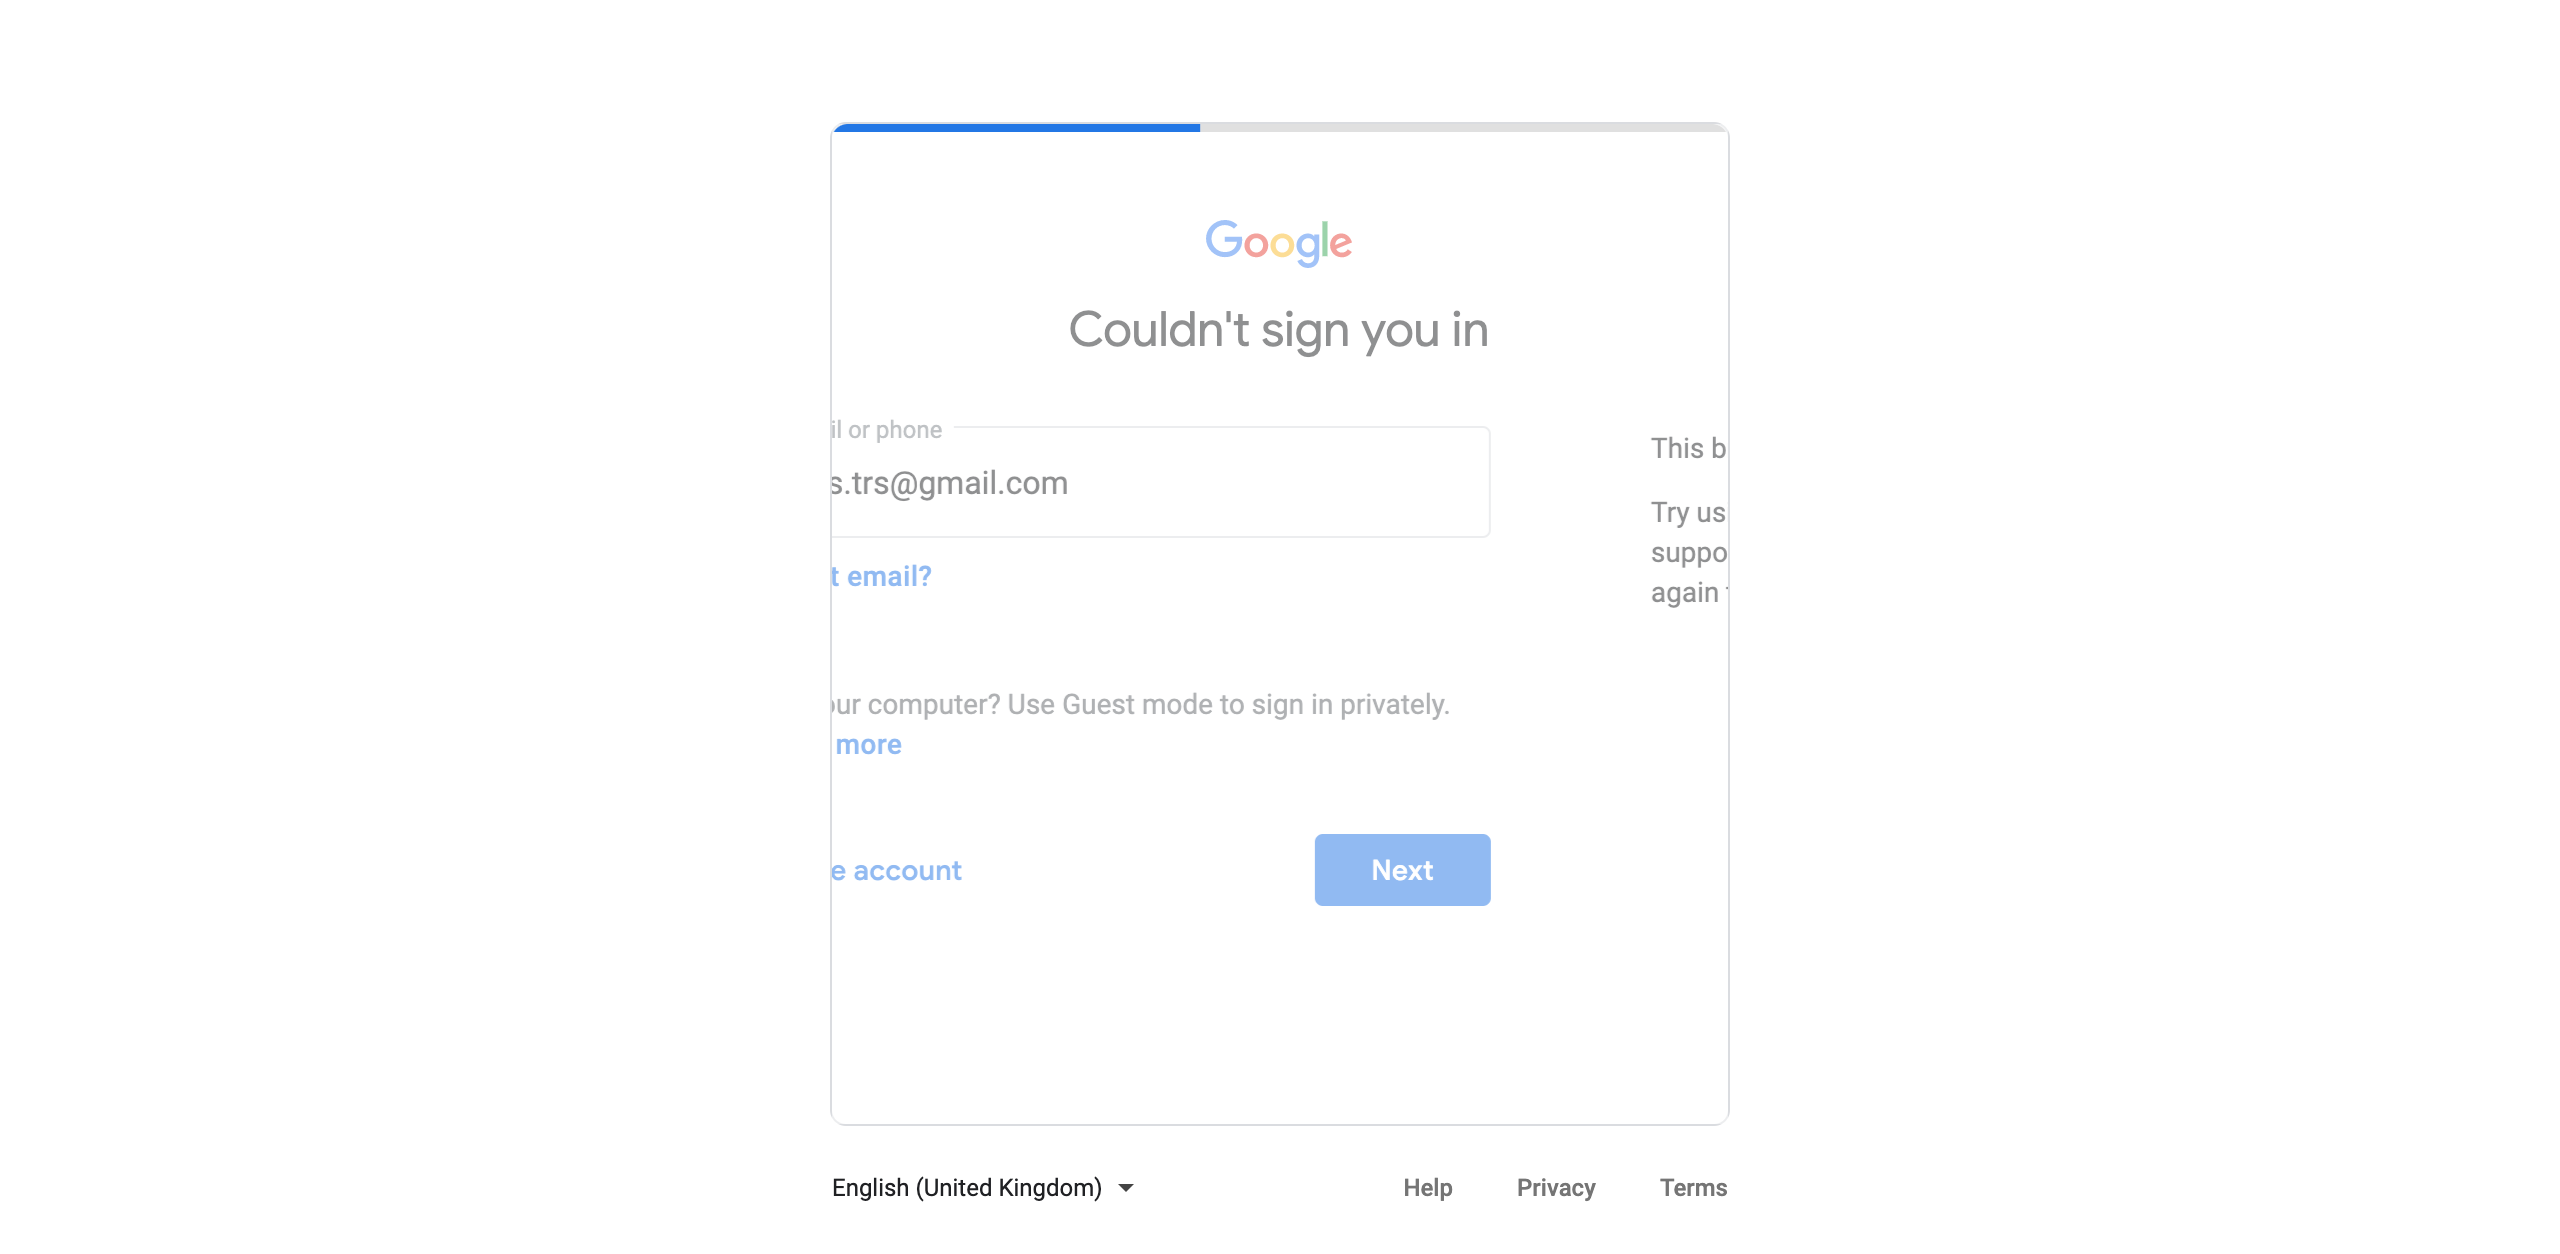 Google
Couldn't sign you in
il or phone
s.trs@gmail.com
t email?
This b
Try us
suppo
again
our computer? Use Guest mode to sign in privately.
more
e account
Next
English (United Kingdom)
Help Privacy Terms